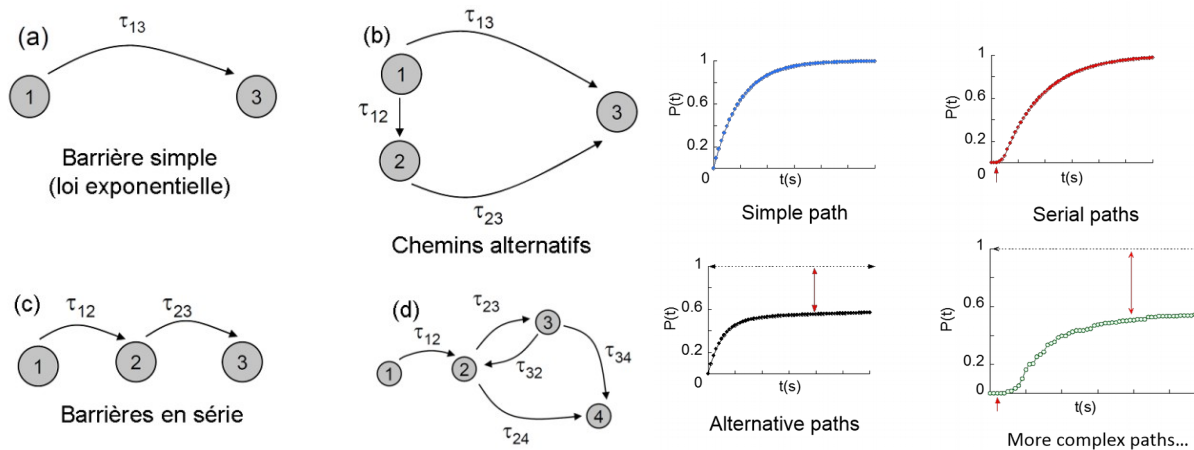 (a)
τ13
1
3
Barrière simple
(loi exponentielle)
(b)
τ13
1
τ12
3
2
τ23
Chemins alternatifs
(c)
τ12
τ23
1
2
3
Barrières en série
(d)
τ23
τ12
3
1
2
τ32
τ34
4
τ24
1
P(t)
0.6
0.2
0
t(s)
Simple path
1
P(t)
0.6
0.2
0
t(s)
Serial paths
1
P(t)
0.6
0.2
0
t(s)
Alternative paths
1
P(t)
0.6
0.2
0
t(s)
More complex paths...